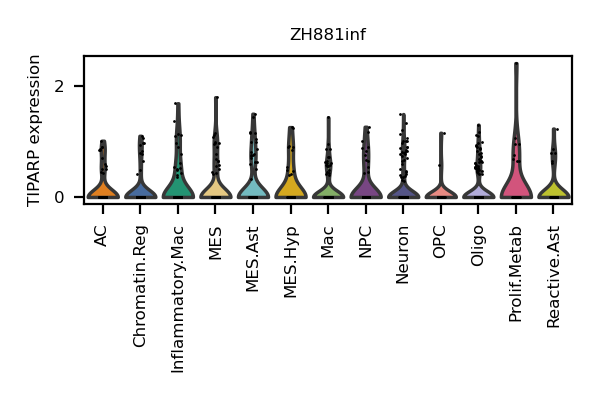 ZH881inf
TIPARP expression
2
0
AC
Chromatin.Reg
Inflammatory.Mac
MES
MES.Ast
MES.Hyp
Mac
NPC
Neuron
OPC
Oligo
Prolif.Metab
Reactive.Ast